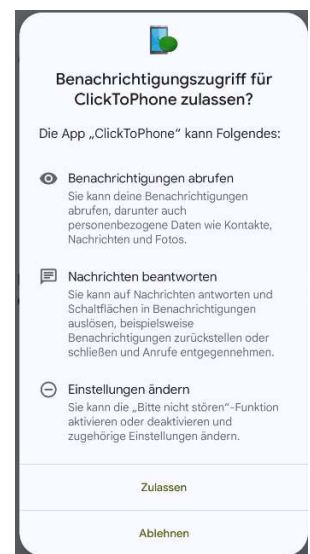 Benachrichtigungszugriff für
ClickToPhone zulassen?
Die App „ClickToPhone“ kann Folgendes:
Benachrichtigungen abrufen
Sie kann deine Benachrichtigungen
abrufen, darunter auch
personenbezogene Daten wie Kontakte,
Nachrichten und Fotos.
Nachrichten beantworten
Sie kann auf Nachrichten antworten und
Schaltflächen in Benachrichtigungen
auslösen, beispielsweise
Benachrichtigungen zurückstellen oder
schließen und Anrufe entgegennehmen.
Einstellungen ändern
Sie kann die „Bitte nicht stören“-Funktion
aktivieren oder deaktivieren und
zugehörige Einstellungen ändern.
Zulassen
Ablehnen